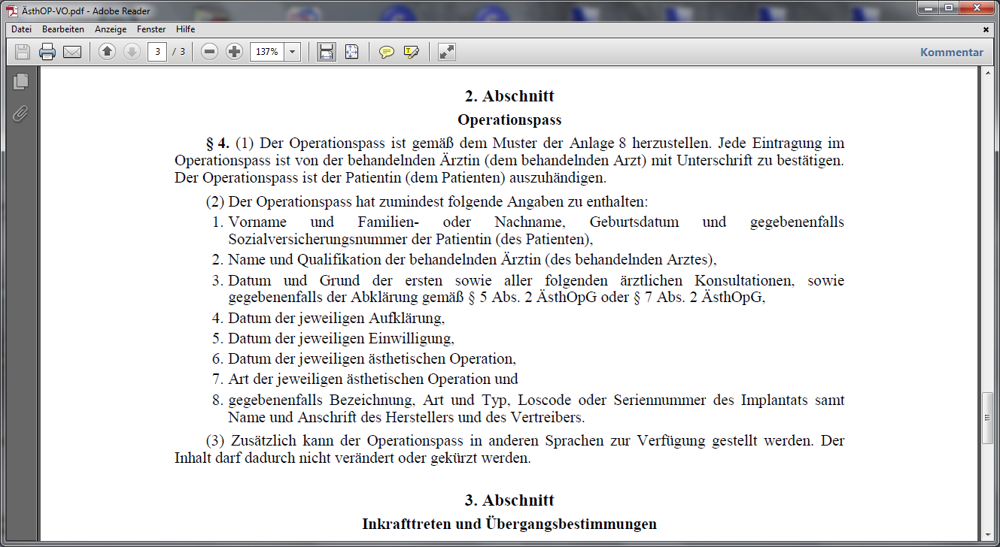 ÄsthOP-VO.pdf - Adobe Reader
Datei Bearbeiten Anzeige Fenster Hilfe
3 / 3 137% Kommentar
2. Abschnitt
Operationspass
§ 4. (1) Der Operationspass ist gemäß dem Muster der Anlage 8 herzustellen. Jede Eintragung im
Operationspass ist von der behandelnden Ärztin (dem behandelnden Arzt) mit Unterschrift zu bestätigen.
Der Operationspass ist der Patientin (dem Patienten) auszuhändigen.
(2) Der Operationspass hat zumindest folgende Angaben zu enthalten:
1. Vorname und Familien- oder Nachname, Geburtsdatum und gegebenenfalls
Sozialversicherungsnummer der Patientin (des Patienten),
2. Name und Qualifikation der behandelnden Ärztin (des behandelnden Arztes),
3. Datum und Grund der ersten sowie aller folgenden ärztlichen Konsultationen, sowie
gegebenenfalls der Abklärung gemäß § 5 Abs. 2 ÄsthOpG oder § 7 Abs. 2 ÄsthOpG,
4. Datum der jeweiligen Aufklärung,
5. Datum der jeweiligen Einwilligung,
6. Datum der jeweiligen ästhetischen Operation,
7. Art der jeweiligen ästhetischen Operation und
8. gegebenenfalls Bezeichnung, Art und Typ, Loscode oder Seriennummer des Implantats samt
Name und Anschrift des Herstellers und des Vertreibers.
(3) Zusätzlich kann der Operationspass in anderen Sprachen zur Verfügung gestellt werden. Der
Inhalt darf dadurch nicht verändert oder gekürzt werden.
3. Abschnitt
Inkrafttreten und Übergangsbestimmungen